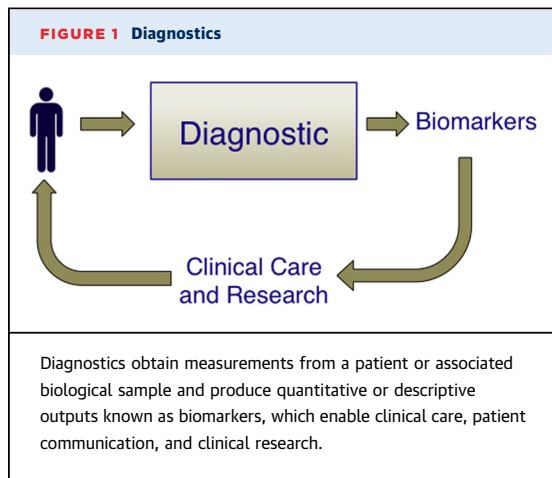 FIGURE 1 Diagnostics
Diagnostic
Biomarkers
Clinical Care
and Research
Diagnostics obtain measurements from a patient or associated
biological sample and produce quantitative or descriptive
outputs known as biomarkers, which enable clinical care, patient
communication, and clinical research.